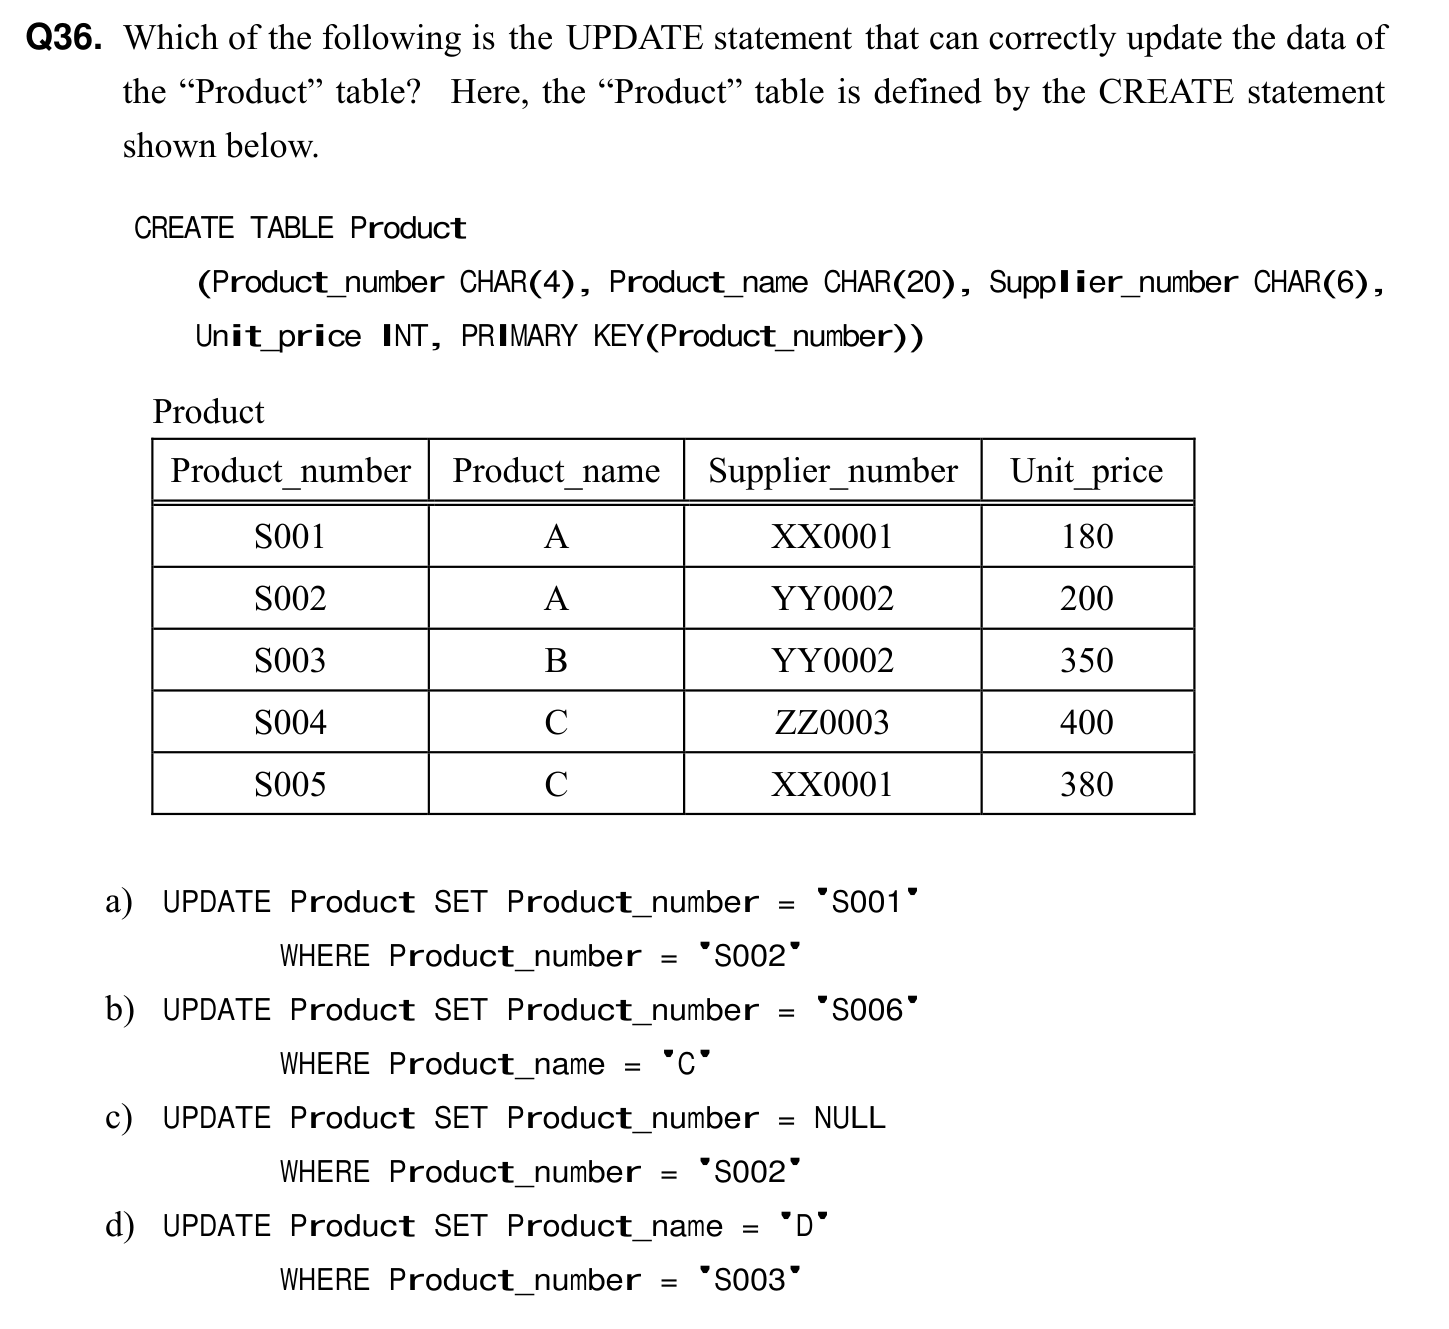 Q36. Which of the following is the UPDATE statement that can correctly update the data of
the “Product” table? Here, the “Product” table is defined by the CREATE statement
shown below.
CREATE TABLE Product
(Product_number CHAR(4), Product_name CHAR(20), Supplier_number CHAR(6),
Unit_price INT, PRIMARY KEY(Product_number))
Product
Product_number Product_name Supplier_number Unit_price
S001 A XX0001 180
S002 A YY0002 200
S003 B YY0002 350
S004 C ZZ0003 400
S005 C XX0001 380
a) UPDATE Product SET Product_number = 'S001'
WHERE Product_number = 'S002'
b) UPDATE Product SET Product_number = 'S006'
WHERE Product_name = 'C'
c) UPDATE Product SET Product_number = NULL
WHERE Product_number = 'S002'
d) UPDATE Product SET Product_name = 'D'
WHERE Product_number = 'S003'